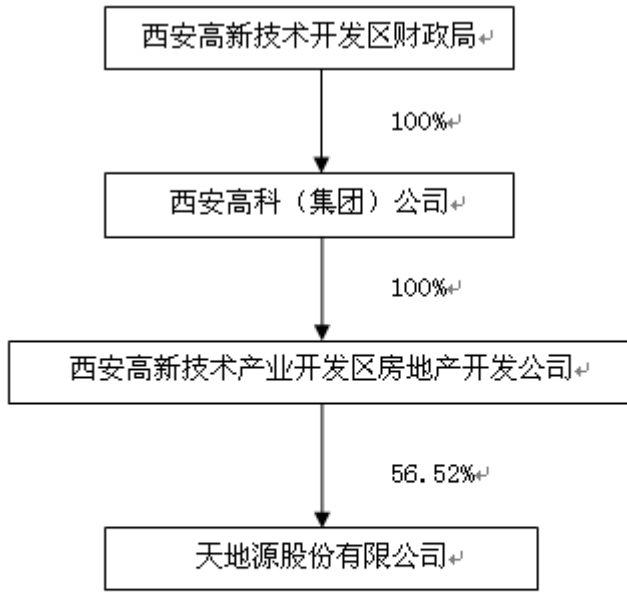 西安高新技术开发区财政局↵
100%↵
西安高科（集团）公司↵
100%↵
西安高新技术产业开发区房地产开发公司↵
56.52%↵
天地源股份有限公司↵